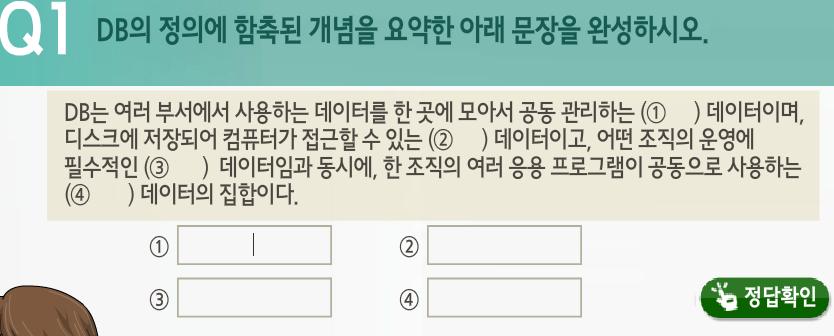 Q1 DB의 정의에 함축된 개념을 요약한 아래 문장을 완성하시오.
DB는 여러 부서에서 사용하는 데이터를 한 곳에 모아서 공동 관리하는 (① ) 데이터이며,
디스크에 저장되어 컴퓨터가 접근할 수 있는 (② ) 데이터이고, 어떤 조직의 운영에
필수적인 (③ ) 데이터임과 동시에, 한 조직의 여러 응용 프로그램이 공동으로 사용하는
(④ ) 데이터의 집합이다.
① ②
③ ④
정답확인